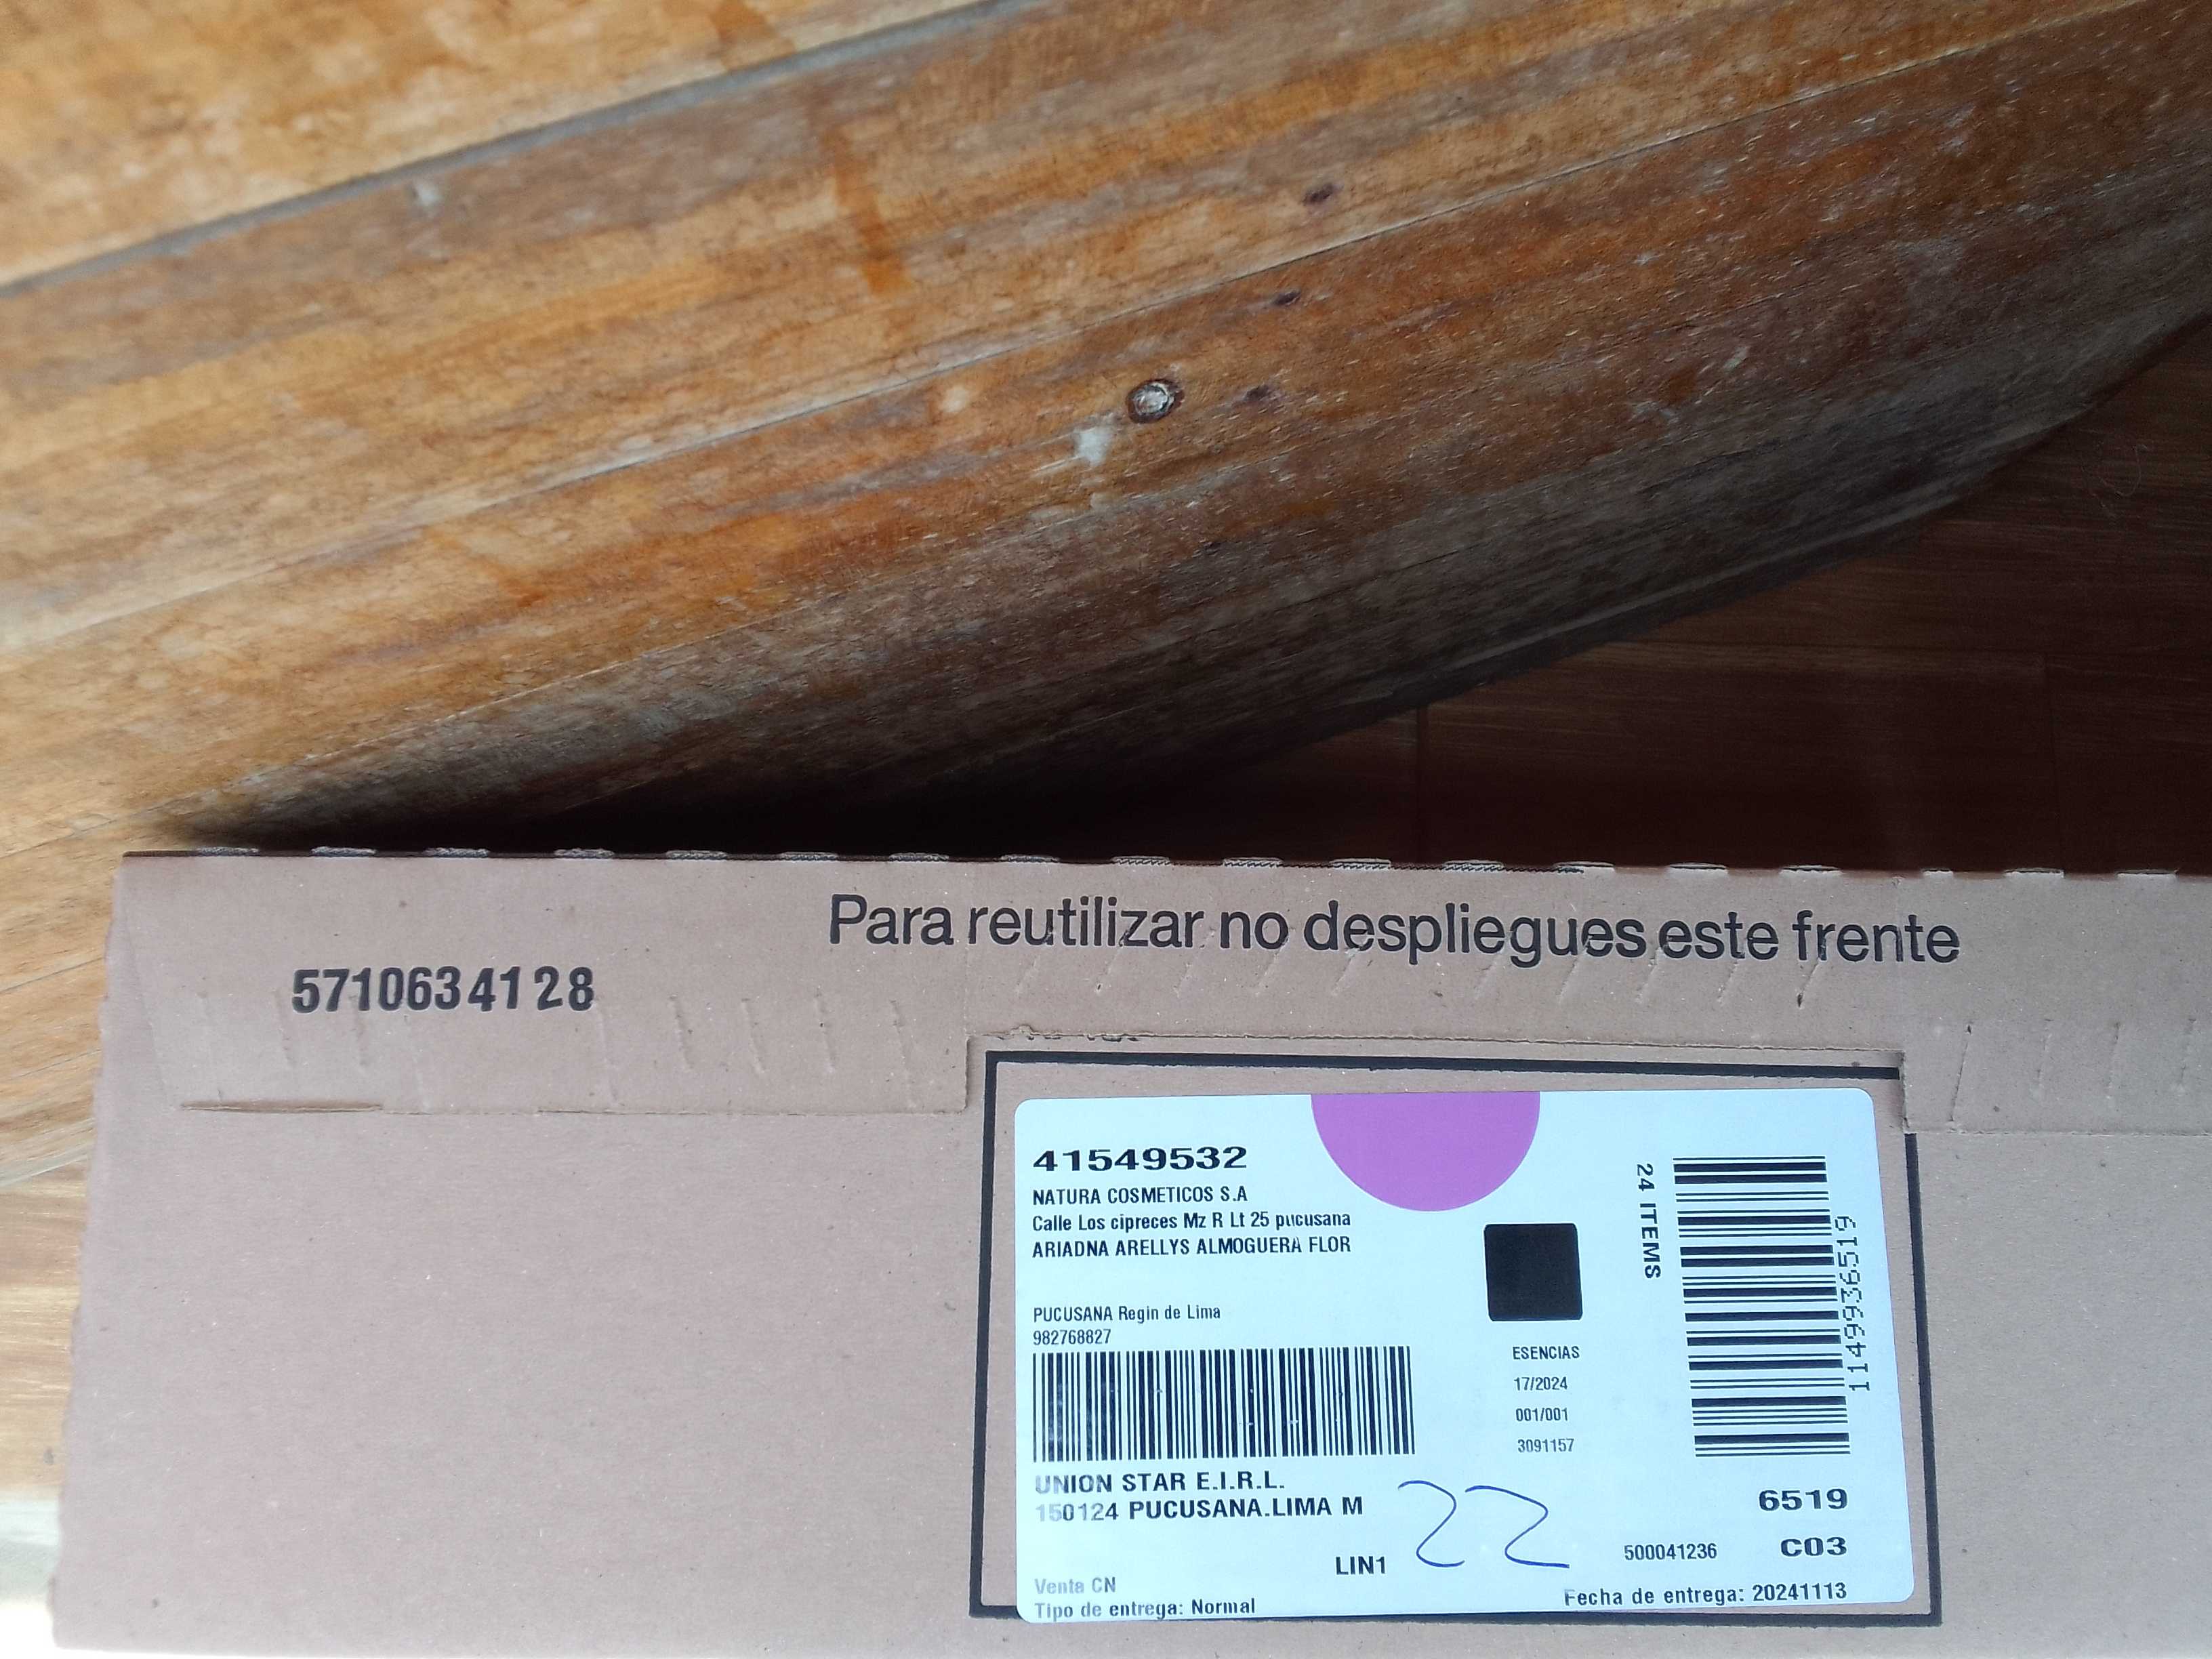 Para reutilizar no despliegues este frente
5710634128
41549532
NATURA COSMETICOS S.A
Calle Los cipreces Mz R Lt 25 pucusana
ARIADNA ARELLYS ALMOGUERA FLOR
PUCUSANA Regin de Lima
982768827
24 ITEMS
1149936519
ESENCIAS
17/2024
001/001
3091157
UNION STAR E.I.R.L.
150124 PUCUSANA.LIMA M
22
6519
LIN1
500041236
C03
Venta CN
Tipo de entrega: Normal
Fecha de entrega: 20241113